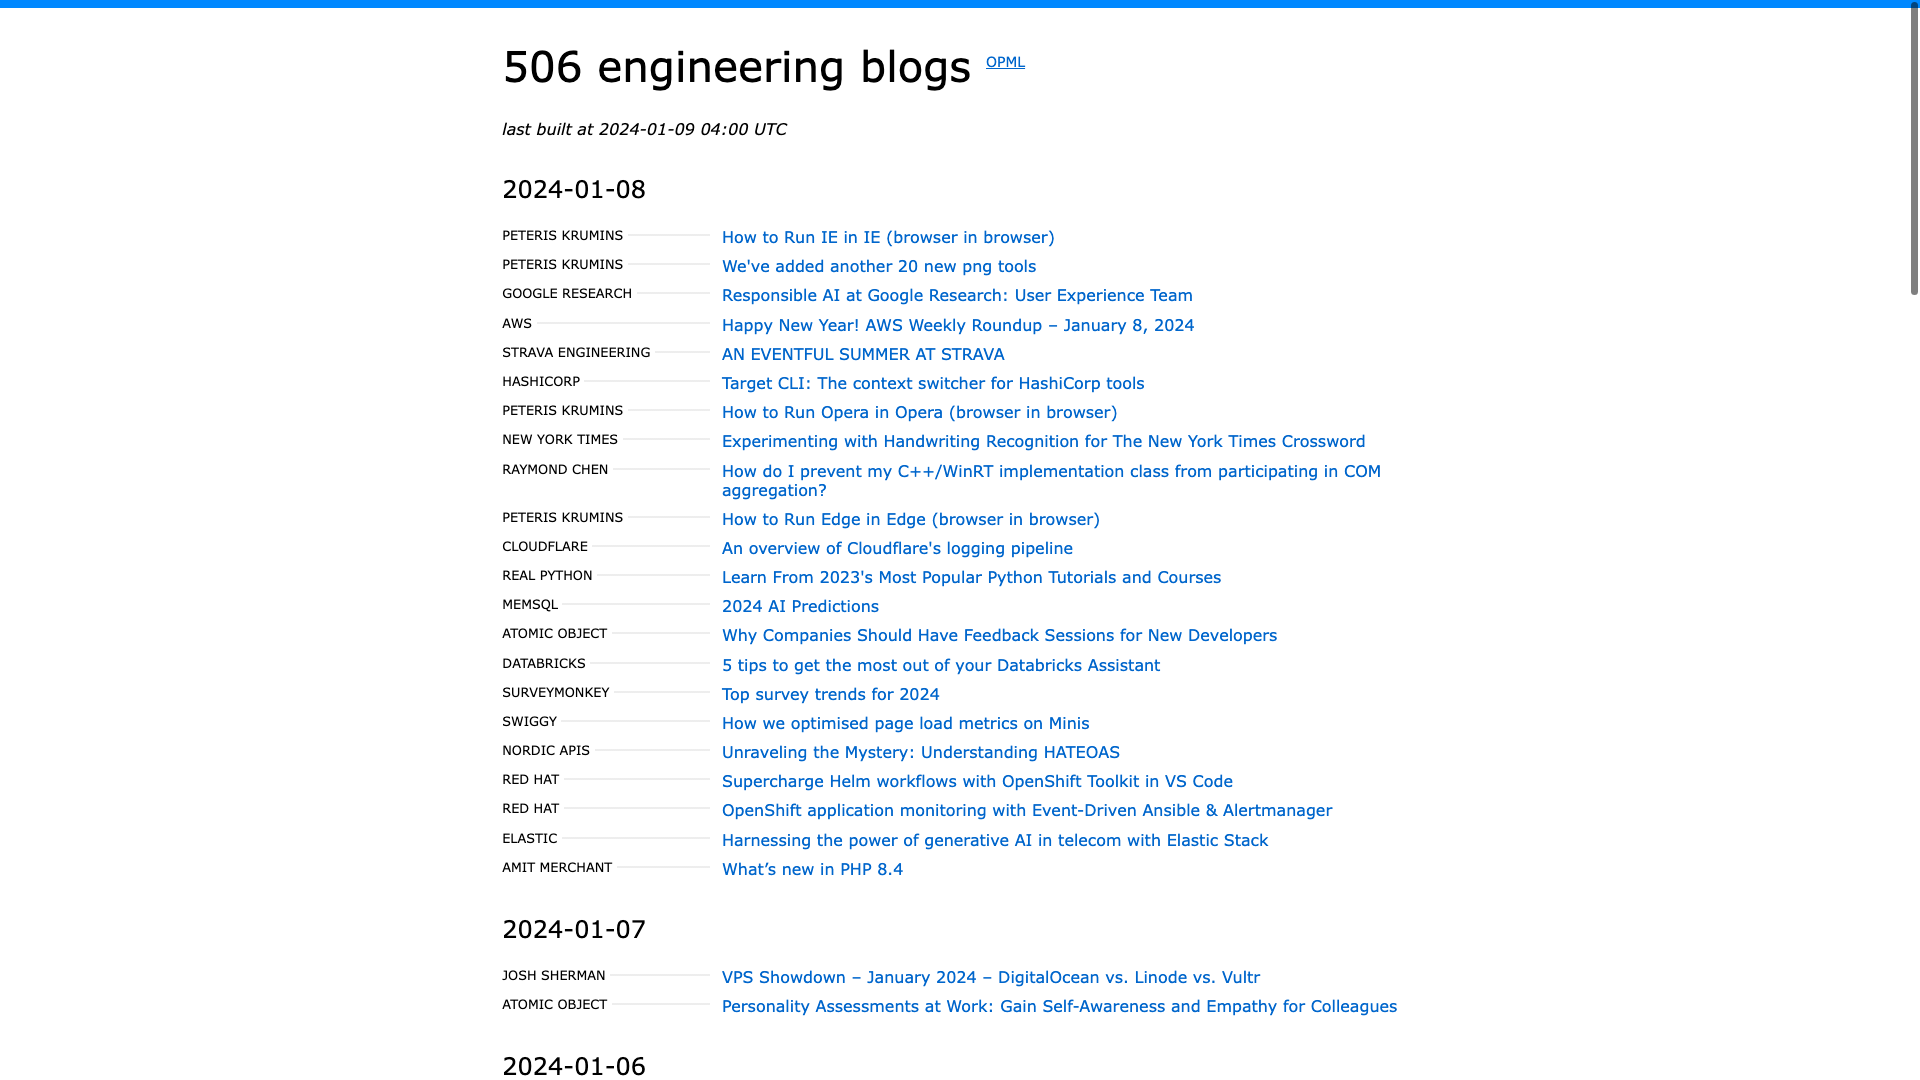 506 engineering blogs OPML
last built at 2024-01-09 04:00 UTC
2024-01-08
PETERIS KRUMINS How to Run IE in IE (browser in browser)
PETERIS KRUMINS We've added another 20 new png tools
GOOGLE RESEARCH Responsible AI at Google Research: User Experience Team
AWS Happy New Year! AWS Weekly Roundup – January 8, 2024
STRAVA ENGINEERING AN EVENTFUL SUMMER AT STRAVA
HASHICORP Target CLI: The context switcher for HashiCorp tools
PETERIS KRUMINS How to Run Opera in Opera (browser in browser)
NEW YORK TIMES Experimenting with Handwriting Recognition for The New York Times Crossword
RAYMOND CHEN How do I prevent my C++/WinRT implementation class from participating in COM
aggregation?
PETERIS KRUMINS How to Run Edge in Edge (browser in browser)
CLOUDFLARE An overview of Cloudflare's logging pipeline
REAL PYTHON Learn From 2023's Most Popular Python Tutorials and Courses
MEMSQL 2024 AI Predictions
ATOMIC OBJECT Why Companies Should Have Feedback Sessions for New Developers
DATABRICKS 5 tips to get the most out of your Databricks Assistant
SURVEYMONKEY Top survey trends for 2024
SWIGGY How we optimised page load metrics on Minis
NORDIC APIS Unraveling the Mystery: Understanding HATEOAS
RED HAT Supercharge Helm workflows with OpenShift Toolkit in VS Code
RED HAT OpenShift application monitoring with Event-Driven Ansible & Alertmanager
ELASTIC Harnessing the power of generative AI in telecom with Elastic Stack
AMIT MERCHANT What’s new in PHP 8.4
2024-01-07
JOSH SHERMAN VPS Showdown – January 2024 – DigitalOcean vs. Linode vs. Vultr
ATOMIC OBJECT Personality Assessments at Work: Gain Self-Awareness and Empathy for Colleagues
2024-01-06